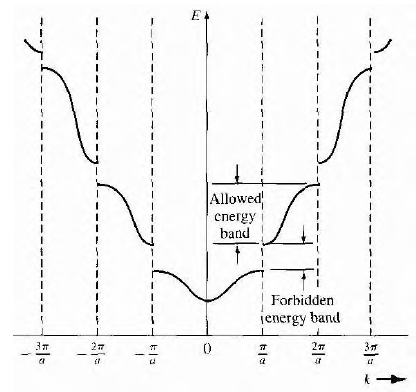 E
Allowed
energy
band
Forbidden
energy band
-3π/a -2π/a -π/a 0 π/a 2π/a 3π/a
k